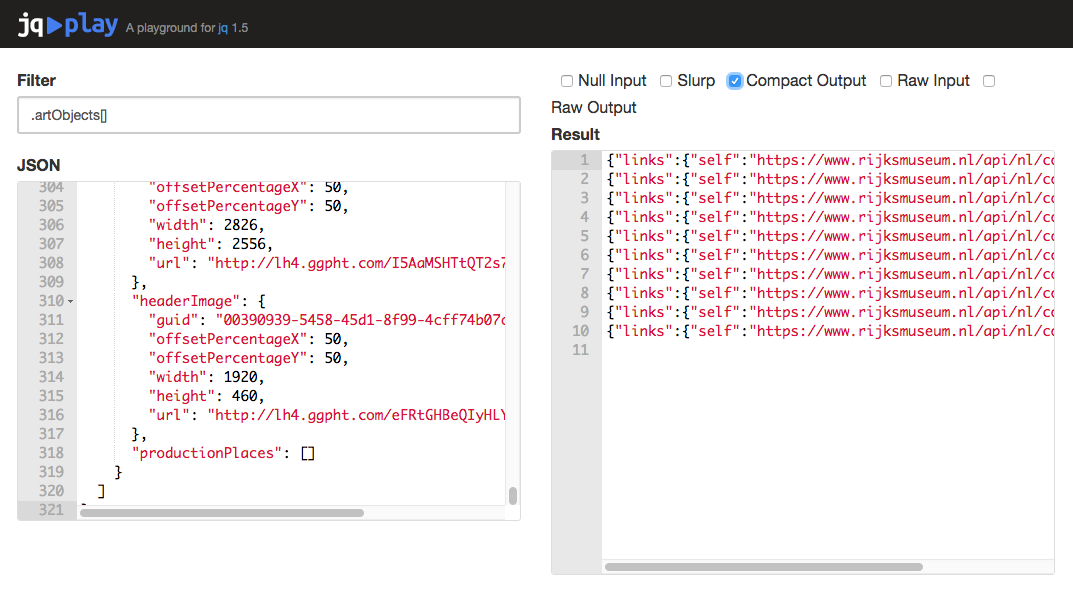 jq play A playground for jq 1.5
Filter
.artObjects[]
JSON
304 "offsetPercentageX": 50,
305 "offsetPercentageY": 50,
306 "width": 2826,
307 "height": 2556,
308 "url": "http://lh4.ggpht.com/I5AaMSHTtQT2s7
309 },
310 "headerImage": {
311 "guid": "00390939-5458-45d1-8f99-4cff74b07c
312 "offsetPercentageX": 50,
313 "offsetPercentageY": 50,
314 "width": 1920,
315 "height": 460,
316 "url": "http://lh4.ggpht.com/eFRtGHBeQIyHLY
317 },
318 "productionPlaces": []
319 }
320 ]
321
Null Input Slurp Compact Output Raw Input
Raw Output
Result
1 {"links":{"self":"https://www.rijksmuseum.nl/api/nl/co
2 {"links":{"self":"https://www.rijksmuseum.nl/api/nl/co
3 {"links":{"self":"https://www.rijksmuseum.nl/api/nl/co
4 {"links":{"self":"https://www.rijksmuseum.nl/api/nl/co
5 {"links":{"self":"https://www.rijksmuseum.nl/api/nl/co
6 {"links":{"self":"https://www.rijksmuseum.nl/api/nl/co
7 {"links":{"self":"https://www.rijksmuseum.nl/api/nl/co
8 {"links":{"self":"https://www.rijksmuseum.nl/api/nl/co
9 {"links":{"self":"https://www.rijksmuseum.nl/api/nl/co
10 {"links":{"self":"https://www.rijksmuseum.nl/api/nl/co
11